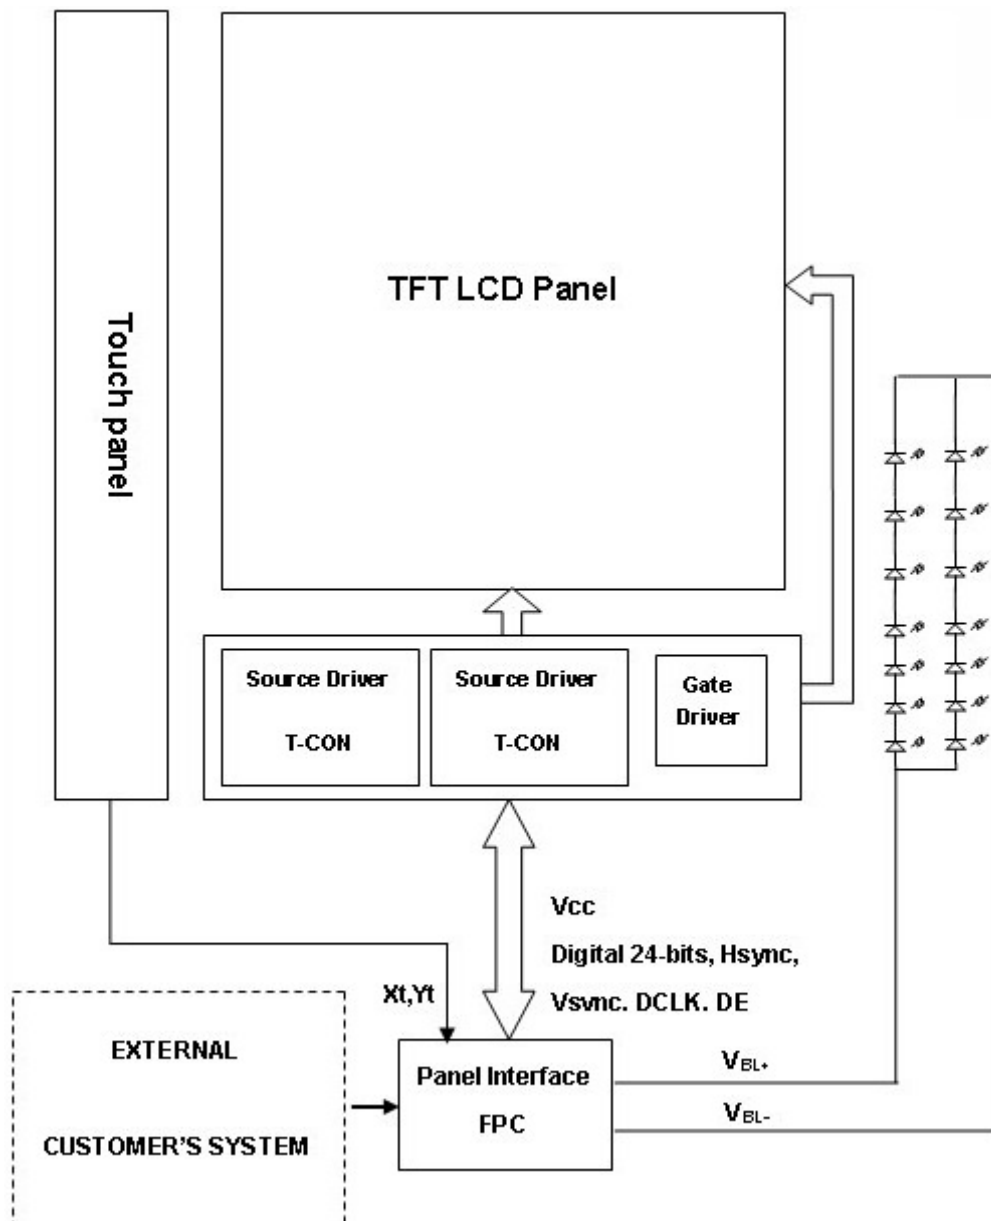 Touch panel
TFT LCD Panel
Source Driver
T-CON
Source Driver
T-CON
Gate
Driver
Vcc
Digital 24-bits, Hsync,
Vsvnc. DCLK. DE
Xt,Yt
EXTERNAL
CUSTOMER'S SYSTEM
Panel Interface
FPC
VBL+
VBL-